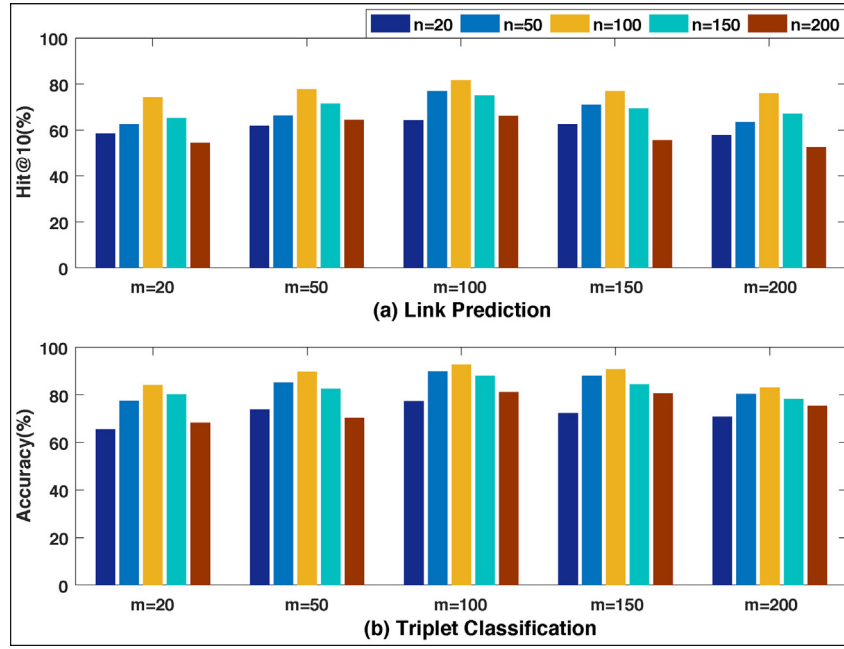 n=20 n=50 n=100 n=150 n=200
100
80
60
40
20
0
Hit@10(%)
m=20 m=50 m=100 m=150 m=200
(a) Link Prediction
100
80
60
40
20
0
Accuracy(%)
m=20 m=50 m=100 m=150 m=200
(b) Triplet Classification